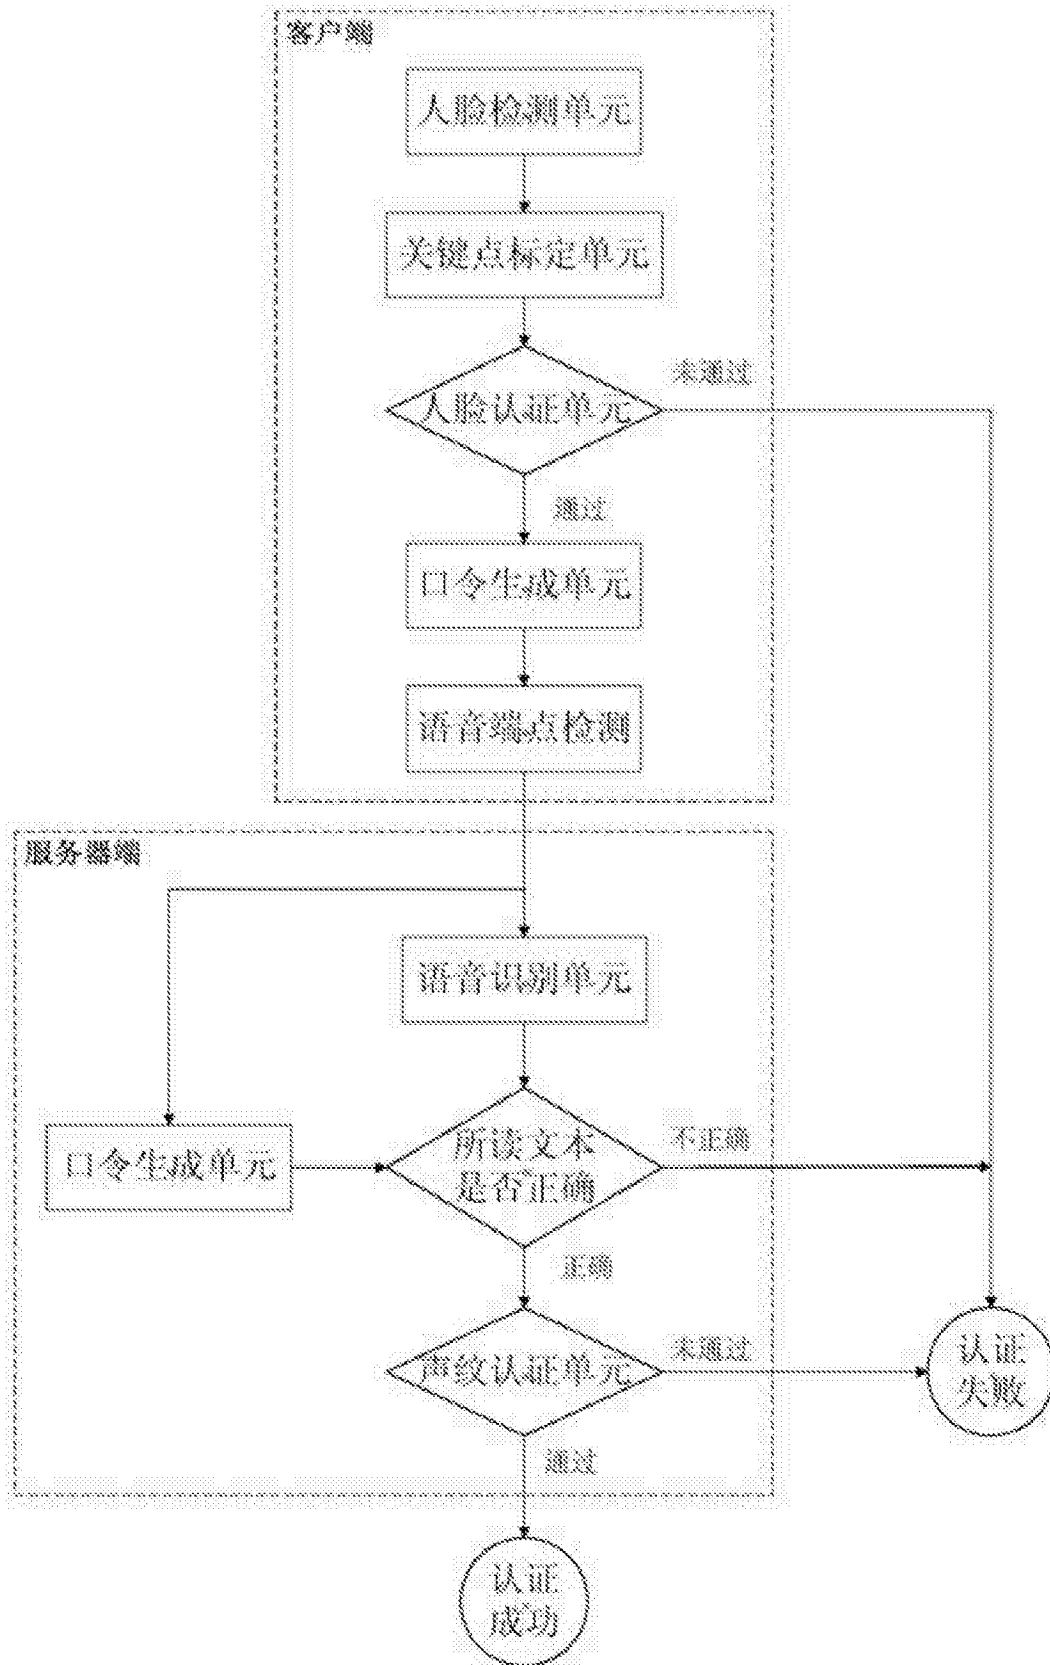 客户端
人脸检测单元
关键点标定单元
未通过
人脸认证单元
通过
口令生成单元
语音端点检测
服务器端
语音识别单元
所读文本
是否正确
不正确
口令生成单元
正确
声纹认证单元
未通过
认证
失败
通过
认证
成功